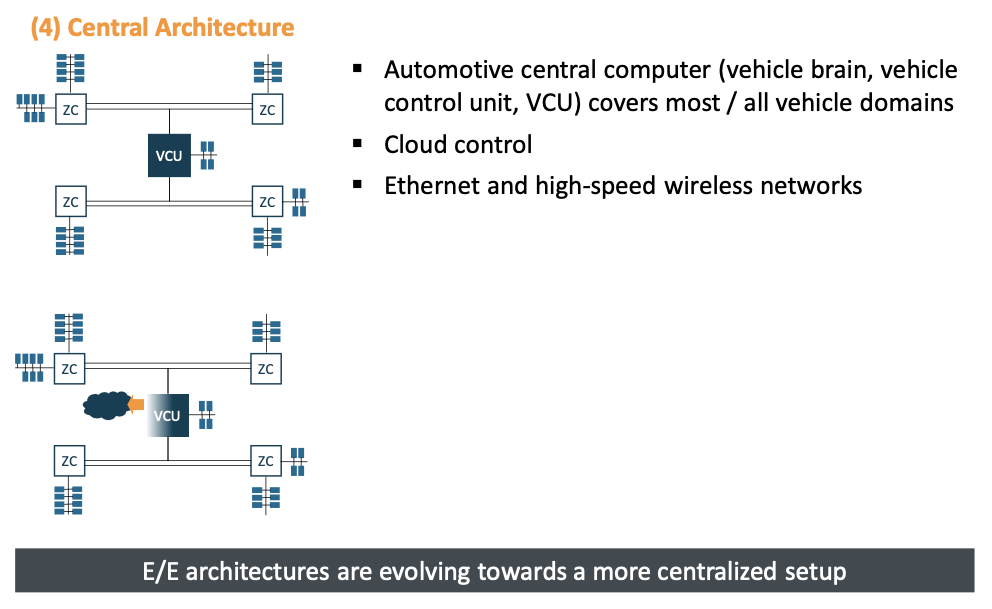 (4) Central Architecture
ZC
ZC
VCU
ZC
ZC
▪ Automotive central computer (vehicle brain, vehicle
control unit, VCU) covers most / all vehicle domains
▪ Cloud control
▪ Ethernet and high-speed wireless networks
ZC
ZC
VCU
ZC
ZC
E/E architectures are evolving towards a more centralized setup